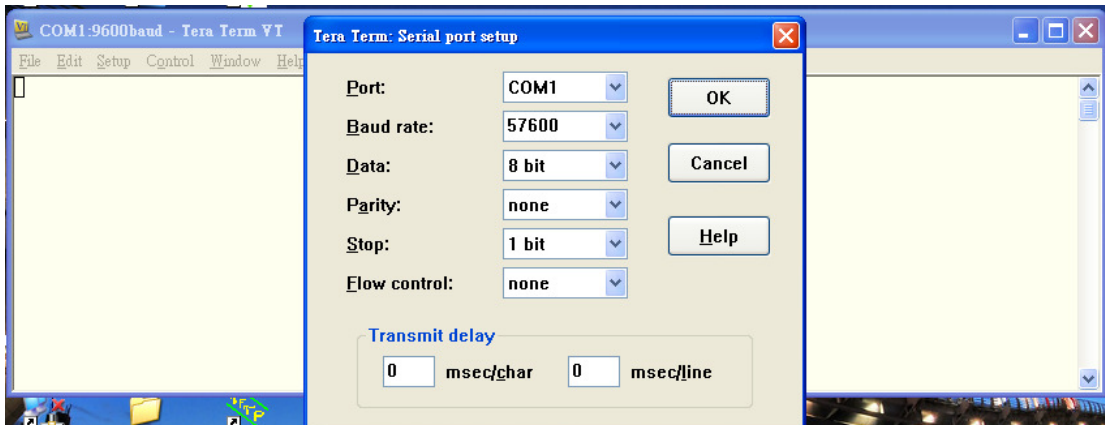 COM1:9600baud - Tera Term VT
File Edit Setup Control Window Help
Tera Term: Serial port setup
Port: COM1
OK
Baud rate: 57600
Data: 8 bit
Cancel
Parity: none
Stop: 1 bit
Help
Flow control: none
Transmit delay
0 msec/char 0 msec/line